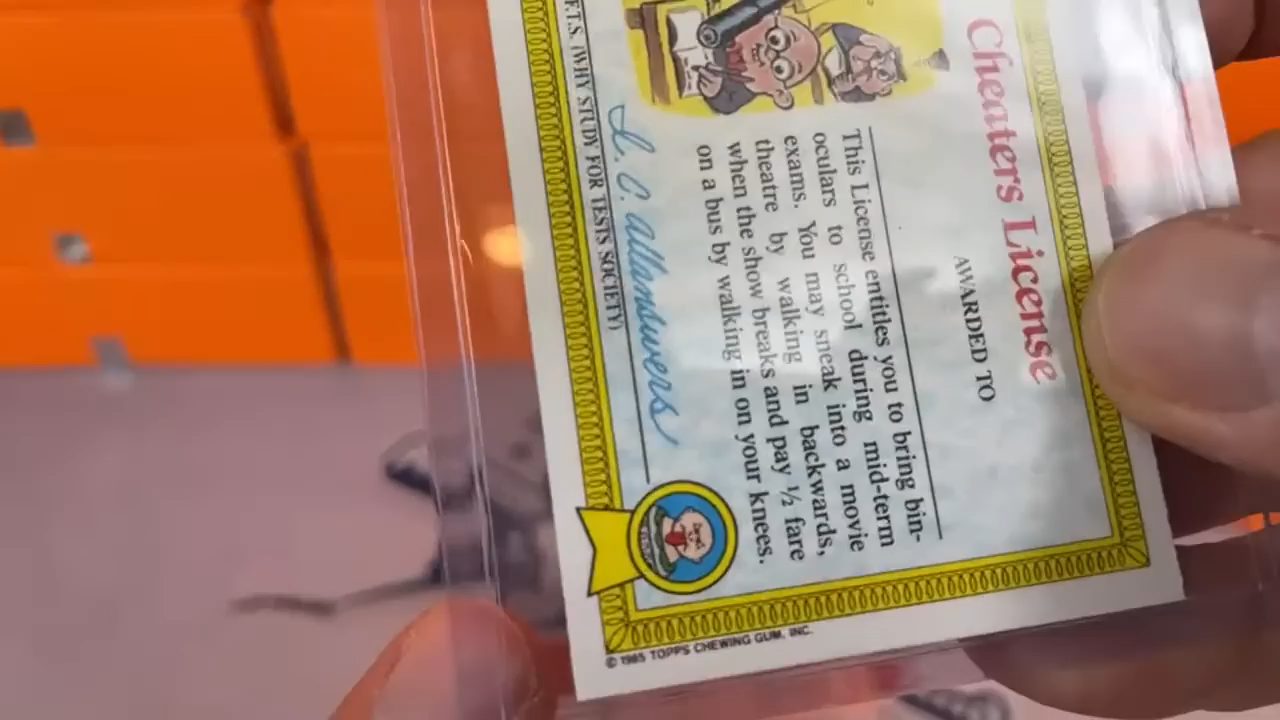 Cheaters License
AWARDED TO
This License entitles you to bring bin-
oculars to school during mid-term
exams. You may sneak into a movie
theatre by walking in backwards,
when the show breaks and pay ½ fare
on a bus by walking in on your knees.
I. C. Allanswers
F.T.S. (WHY STUDY FOR TESTS SOCIETY)
© 1985 TOPPS CHEWING GUM, INC.